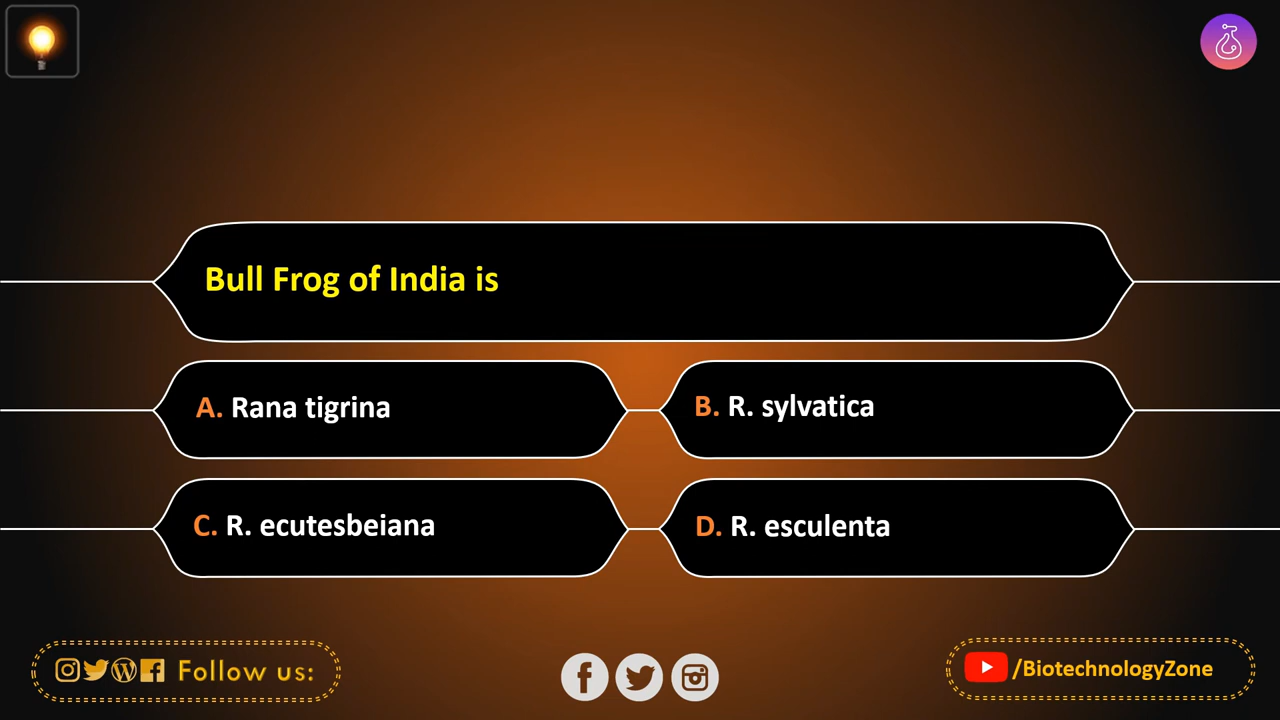 Bull Frog of India is
A. Rana tigrina
B. R. sylvatica
C. R. ecutesbeiana
D. R. esculenta
Follow us:
/BiotechnologyZone